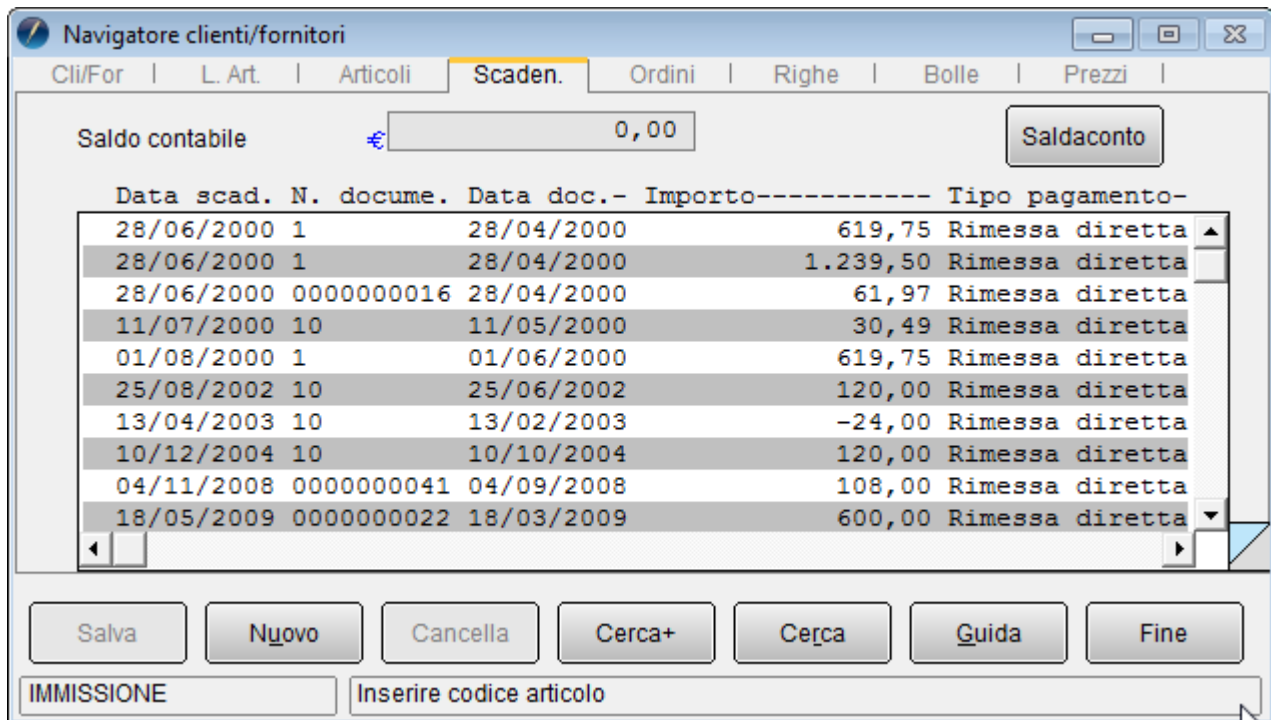 Navigatore clienti/fornitori
Cli/For | L. Art. | Articoli Scaden. Ordini | Righe | Bolle | Prezzi |
Saldo contabile € 0,00 Saldaconto
Data scad. N. docume. Data doc.- Importo----------- Tipo pagamento-
28/06/2000 1 28/04/2000 619,75 Rimessa diretta
28/06/2000 1 28/04/2000 1.239,50 Rimessa diretta
28/06/2000 0000000016 28/04/2000 61,97 Rimessa diretta
11/07/2000 10 11/05/2000 30,49 Rimessa diretta
01/08/2000 1 01/06/2000 619,75 Rimessa diretta
25/08/2002 10 25/06/2002 120,00 Rimessa diretta
13/04/2003 10 13/02/2003 -24,00 Rimessa diretta
10/12/2004 10 10/10/2004 120,00 Rimessa diretta
04/11/2008 0000000041 04/09/2008 108,00 Rimessa diretta
18/05/2009 0000000022 18/03/2009 600,00 Rimessa diretta
Salva Nuovo Cancella Cerca+ Cerca Guida Fine
IMMISSIONE Inserire codice articolo